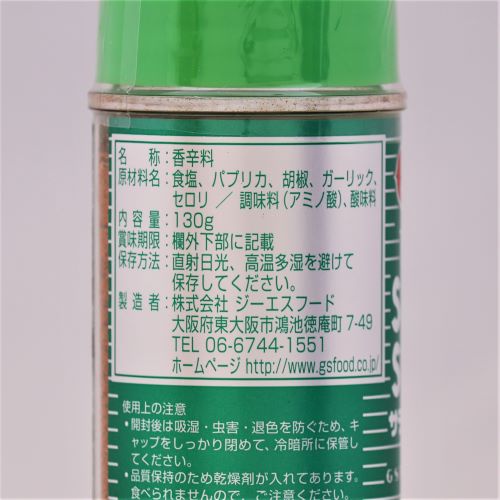 名　　称：香辛料
原材料名：食塩、パプリカ、胡椒、ガーリック、
セロリ ／ 調味料（アミノ酸）、酸味料
内 容 量：130g
賞味期限：欄外下部に記載
保存方法：直射日光、高温多湿を避けて
保存してください。
製 造 者：株式会社 ジーエスフード
大阪府東大阪市鴻池徳庵町7-49
TEL 06-6744-1551
ホームページ http://www.gsfood.co.jp/
使用上の注意
•開封後は吸湿・虫害・退色を防ぐため、キ
ャップをしっかり閉めて、冷暗所に保管し
てください。
•品質保持のため乾燥剤が入れてあります。
食べられませんので、ご注意ください。